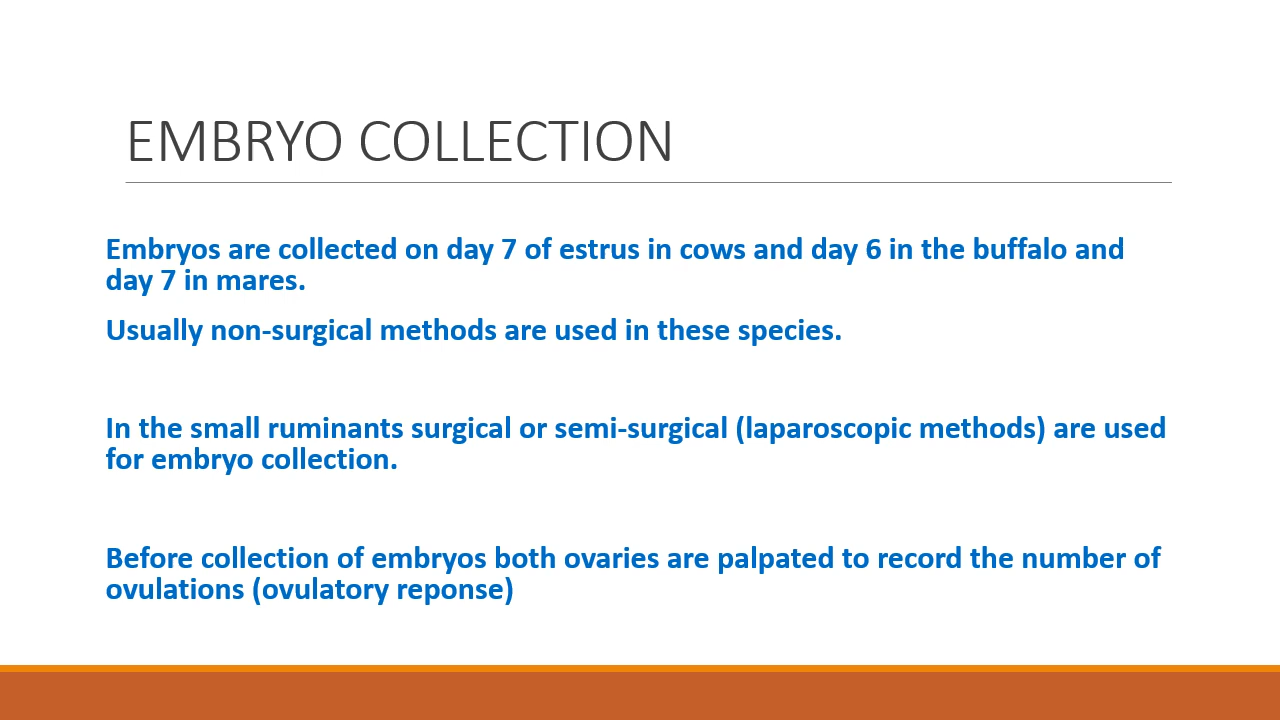 EMBRYO COLLECTION
Embryos are collected on day 7 of estrus in cows and day 6 in the buffalo and
day 7 in mares.
Usually non-surgical methods are used in these species.
In the small ruminants surgical or semi-surgical (laparoscopic methods) are used
for embryo collection.
Before collection of embryos both ovaries are palpated to record the number of
ovulations (ovulatory reponse)